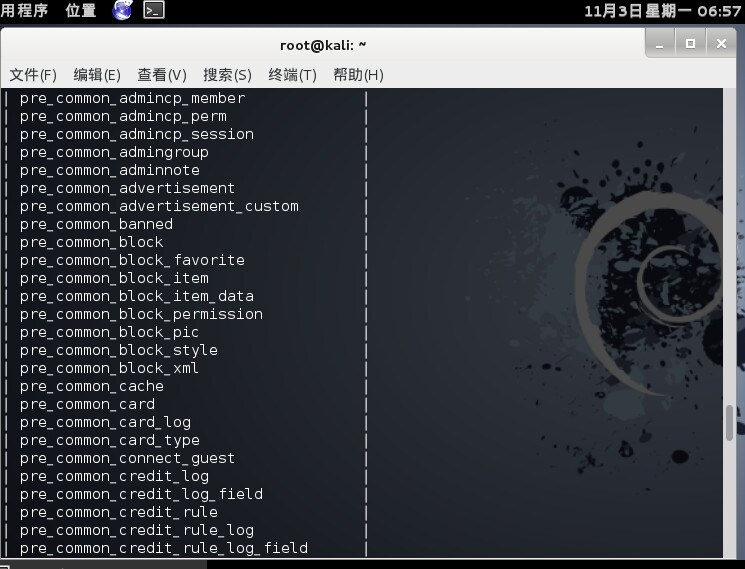 用程序 位置 11月3日星期一 06:57
root@kali: ~
文件(F) 编辑(E) 查看(V) 搜索(S) 终端(T) 帮助(H)
| pre_common_admincp_member |
| pre_common_admincp_perm |
| pre_common_admincp_session |
| pre_common_admingroup |
| pre_common_adminnote |
| pre_common_advertisement |
| pre_common_advertisement_custom |
| pre_common_banned |
| pre_common_block |
| pre_common_block_favorite |
| pre_common_block_item |
| pre_common_block_item_data |
| pre_common_block_permission |
| pre_common_block_pic |
| pre_common_block_style |
| pre_common_block_xml |
| pre_common_cache |
| pre_common_card |
| pre_common_card_log |
| pre_common_card_type |
| pre_common_connect_guest |
| pre_common_credit_log |
| pre_common_credit_log_field |
| pre_common_credit_rule |
| pre_common_credit_rule_log |
| pre_common_credit_rule_log_field |